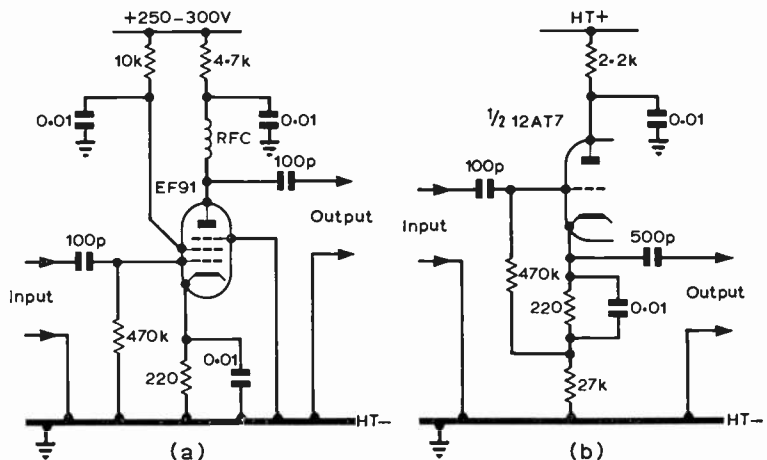 +250-300V
10k
4·7k
0·01
0·01
RFC
100p
EF91
Output
100p
Input
470k
220
0·01
HT-
(a)
HT+
2·2k
½ 12AT7
0·01
100p
Input
500p
470k
220
0·01
Output
27k
HT-
(b)